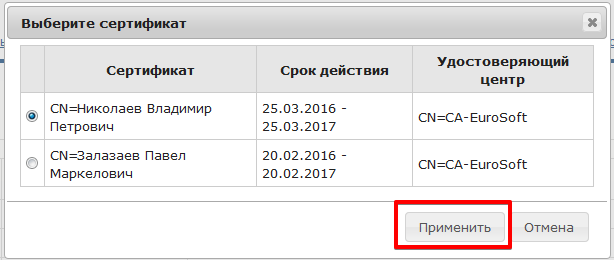 Выберите сертификат
Сертификат Срок действия Удостоверяющий
центр
CN=Николаев Владимир
Петрович
25.03.2016 -
25.03.2017
CN=CA-EuroSoft
CN=Залазаев Павел
Маркелович
20.02.2016 -
20.02.2017
CN=CA-EuroSoft
Применить Отмена